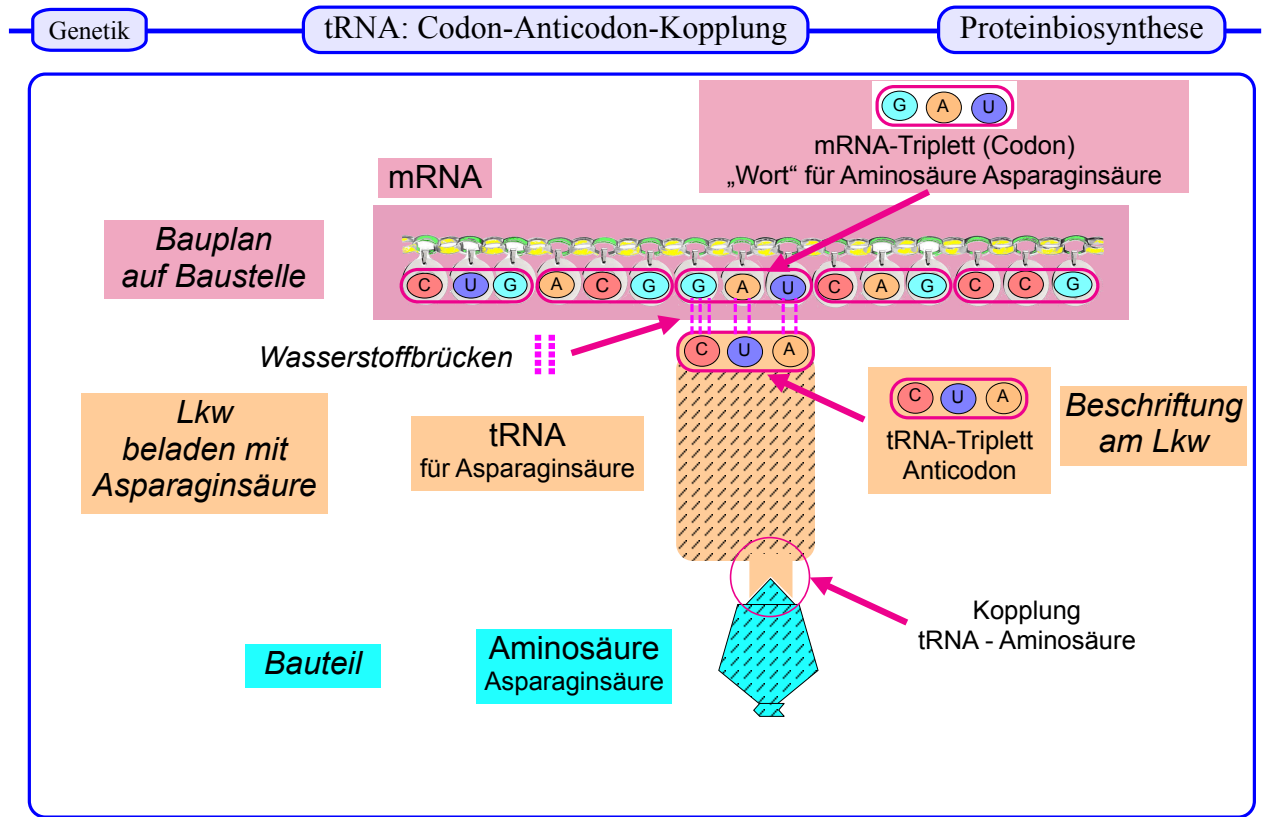 Genetik
tRNA: Codon-Anticodon-Kopplung
Proteinbiosynthese
G A U
mRNA-Triplett (Codon)
„Wort“ für Aminosäure Asparaginsäure
mRNA
Bauplan
auf Baustelle
C U G A C G G A U C A G C C G
Wasserstoffbrücken
C U A
Lkw
beladen mit
Asparaginsäure
tRNA
für Asparaginsäure
C U A
tRNA-Triplett
Anticodon
Beschriftung
am Lkw
Kopplung
tRNA - Aminosäure
Bauteil
Aminosäure
Asparaginsäure